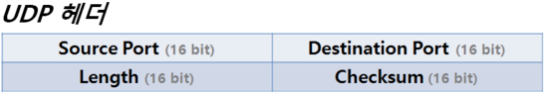 UDP 헤더
Source Port (16 bit) Destination Port (16 bit)
Length (16 bit) Checksum (16 bit)